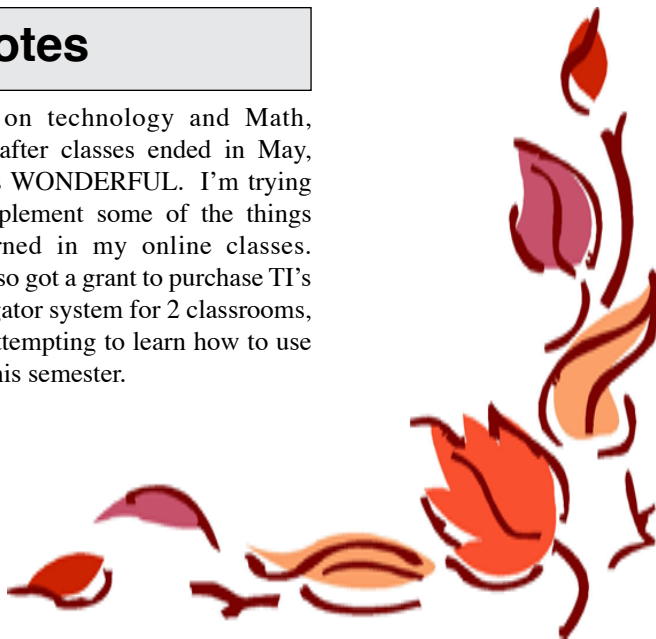 otes
on technology and Math,
after classes ended in May,
s WONDERFUL. I'm trying
plement some of the things
rned in my online classes.
so got a grant to purchase TI's
gator system for 2 classrooms,
ttempting to learn how to use
his semester.